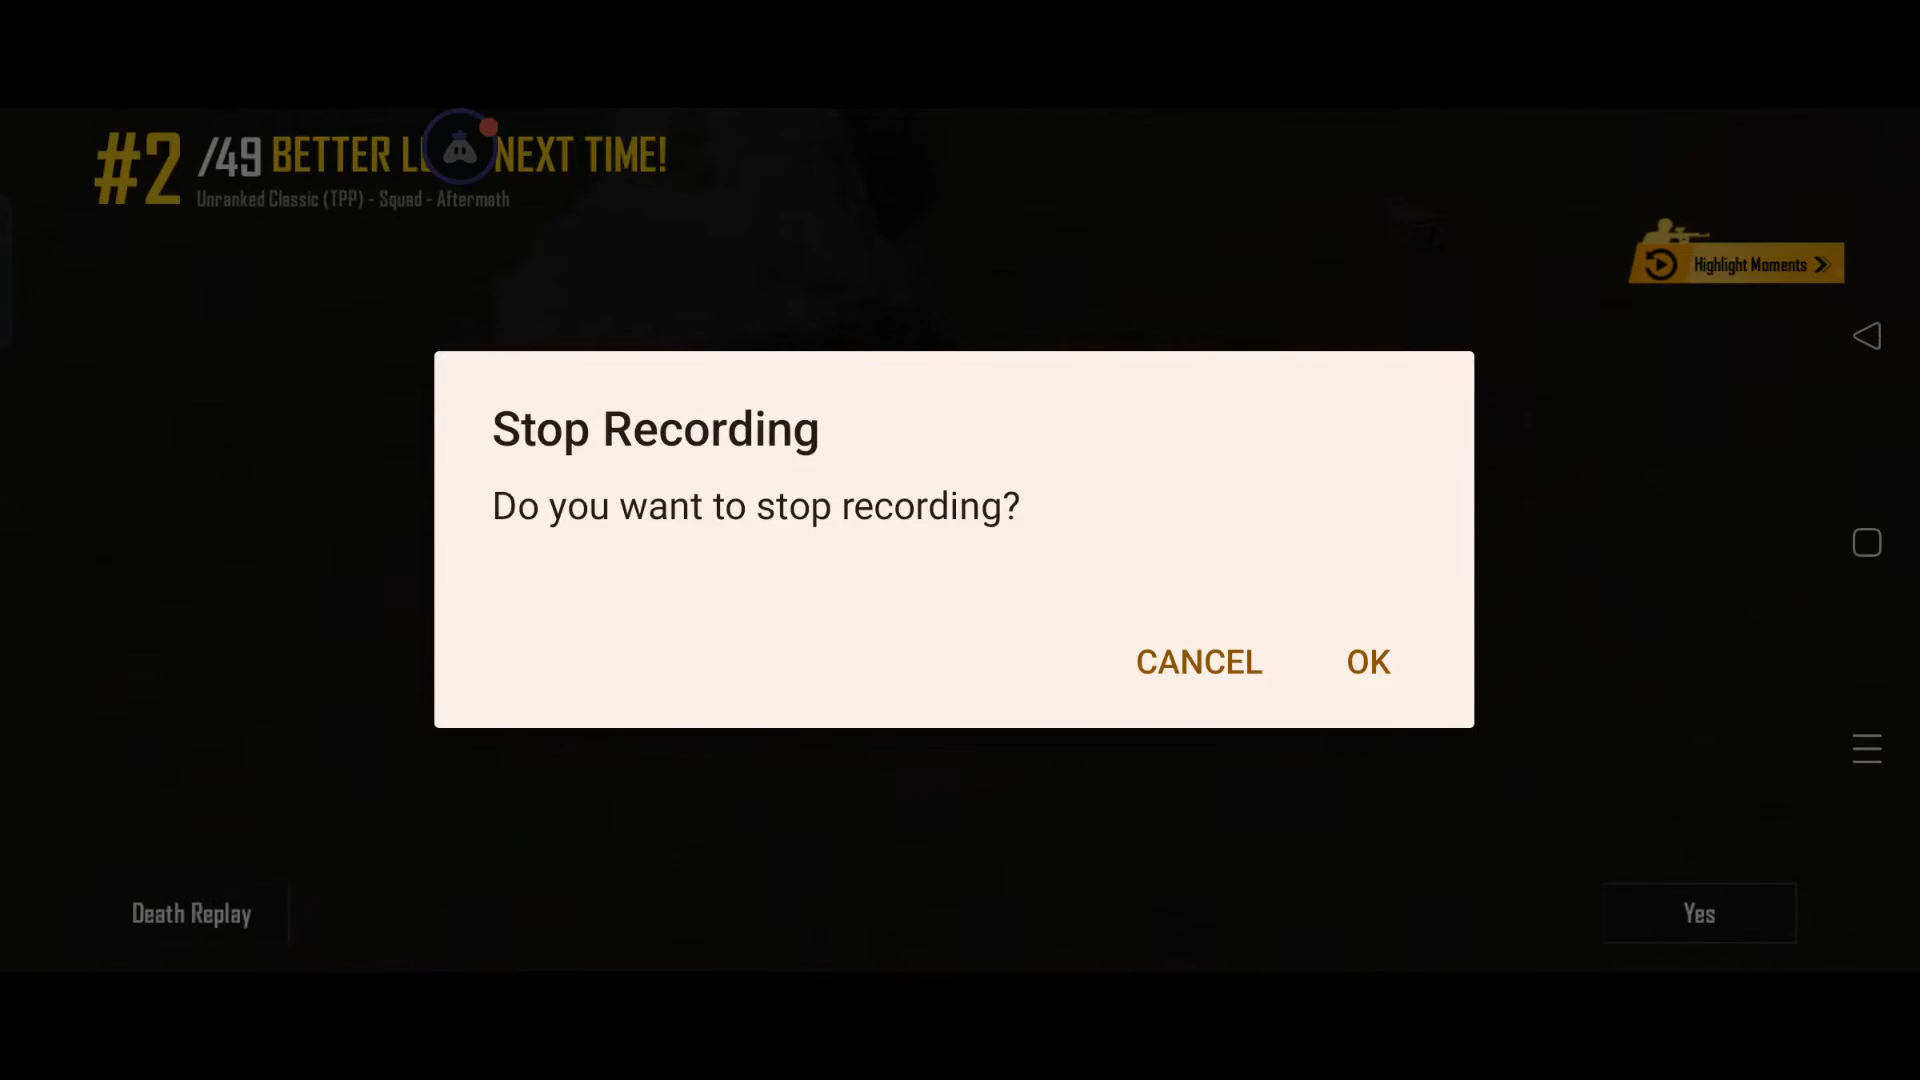 #2 /49 BETTER L NEXT TIME!
Unranked Classic (TPP) - Squad - Aftermath
Highlight Moments
Stop Recording
Do you want to stop recording?
CANCEL OK
Death Replay
Yes